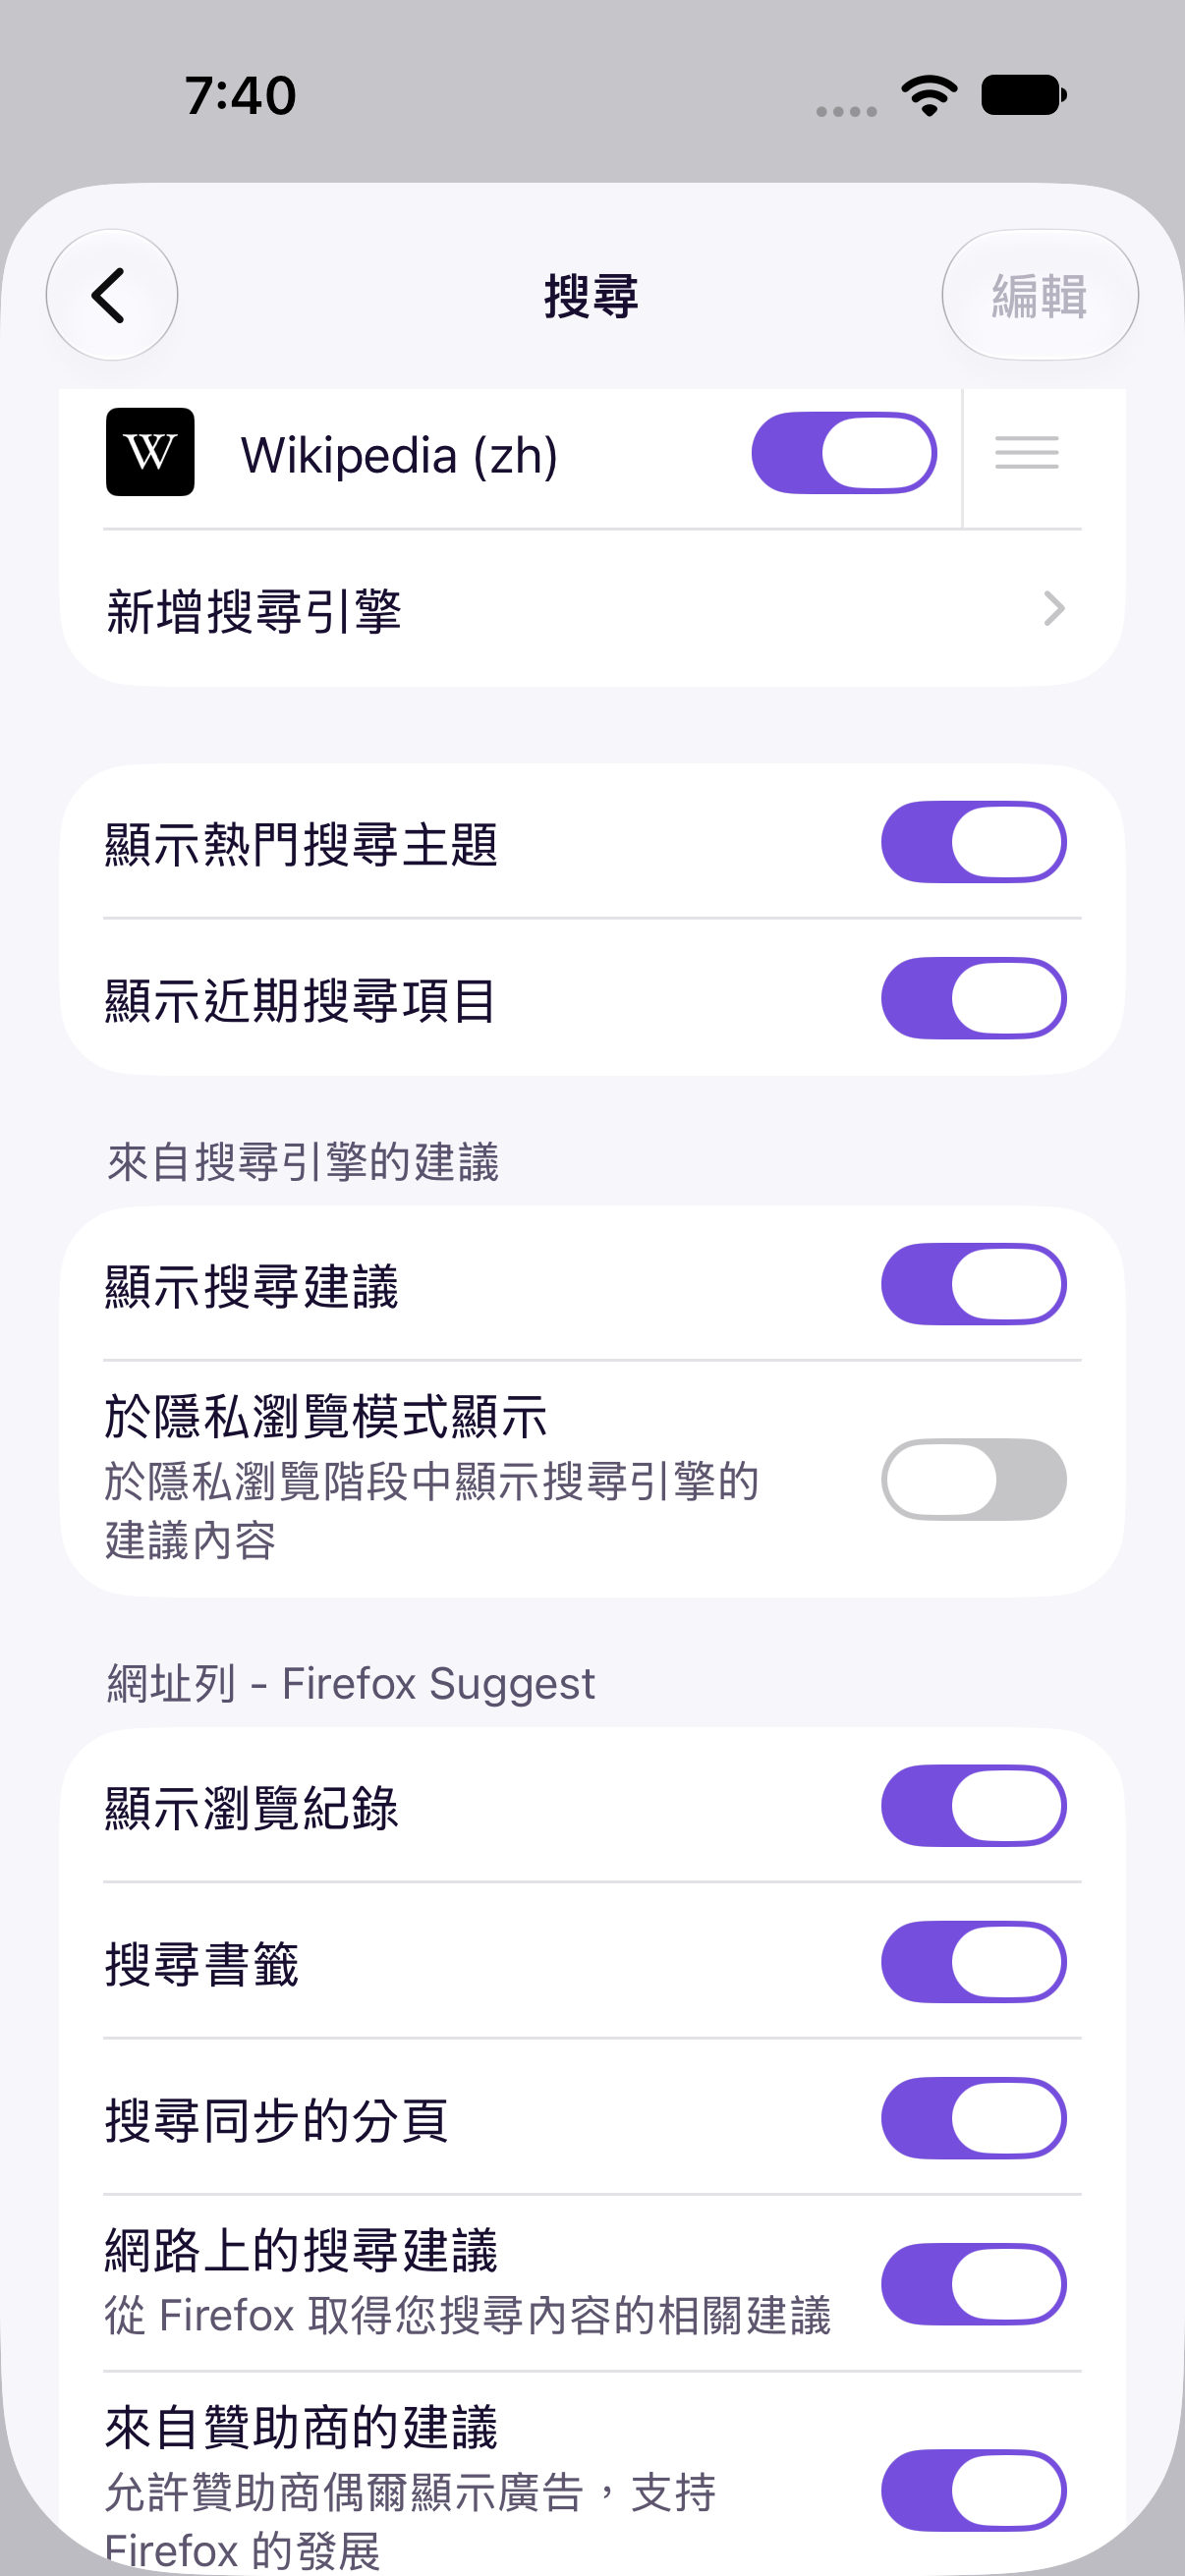 7:40
搜尋
編輯
W
Wikipedia (zh)
新增搜尋引擎
顯示熱門搜尋主題
顯示近期搜尋項目
來自搜尋引擎的建議
顯示搜尋建議
於隱私瀏覽模式顯示
於隱私瀏覽階段中顯示搜尋引擎的
建議內容
網址列 - Firefox Suggest
顯示瀏覽紀錄
搜尋書籤
搜尋同步的分頁
網路上的搜尋建議
從 Firefox 取得您搜尋內容的相關建議
來自贊助商的建議
允許贊助商偶爾顯示廣告，支持
Firefox 的發展